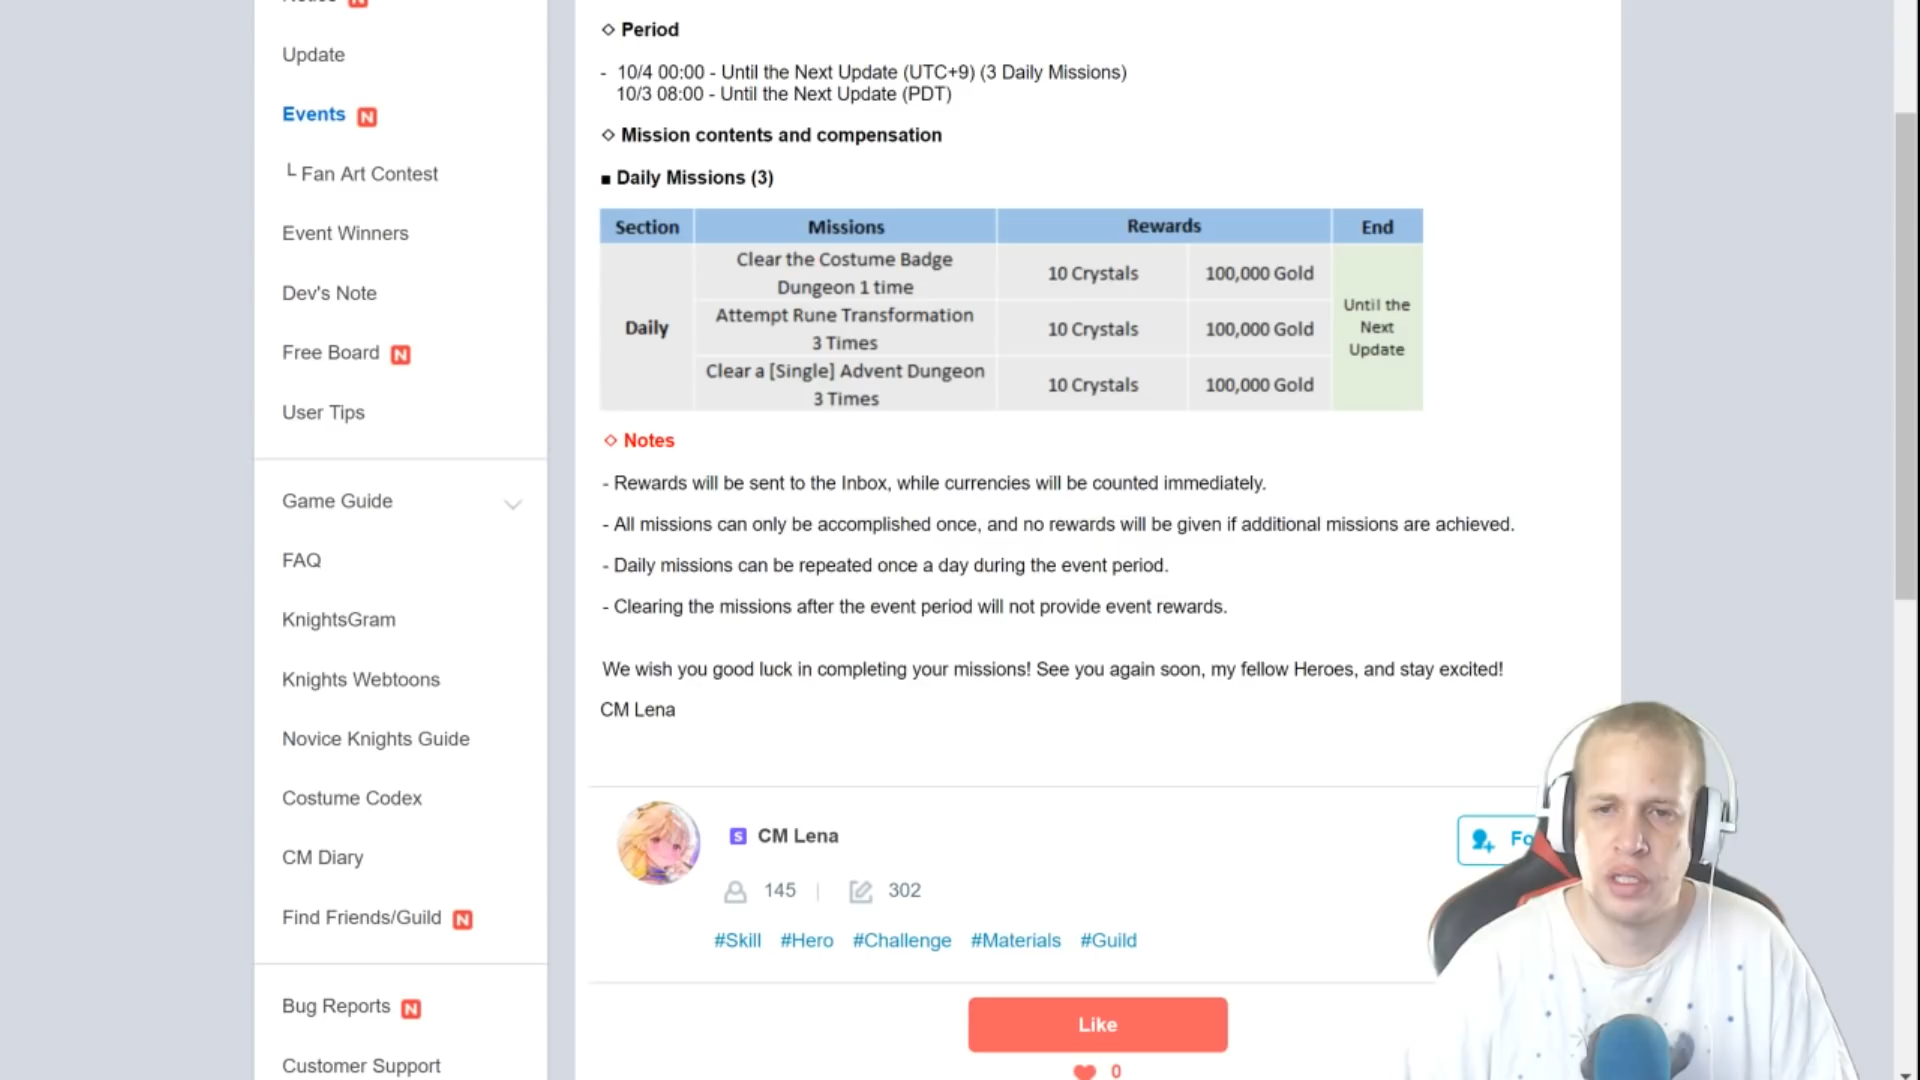 Update
Events N
└ Fan Art Contest
Event Winners
Dev's Note
Free Board N
User Tips
Game Guide
FAQ
KnightsGram
Knights Webtoons
Novice Knights Guide
Costume Codex
CM Diary
Find Friends/Guild N
Bug Reports N
Customer Support
◇ Period
- 10/4 00:00 - Until the Next Update (UTC+9) (3 Daily Missions)
10/3 08:00 - Until the Next Update (PDT)
◇ Mission contents and compensation
■ Daily Missions (3)
Section Missions Rewards End
Daily
Clear the Costume Badge
Dungeon 1 time
10 Crystals 100,000 Gold
Attempt Rune Transformation
3 Times
10 Crystals 100,000 Gold
Clear a [Single] Advent Dungeon
3 Times
10 Crystals 100,000 Gold
Until the
Next
Update
◇ Notes
- Rewards will be sent to the Inbox, while currencies will be counted immediately.
- All missions can only be accomplished once, and no rewards will be given if additional missions are achieved.
- Daily missions can be repeated once a day during the event period.
- Clearing the missions after the event period will not provide event rewards.
We wish you good luck in completing your missions! See you again soon, my fellow Heroes, and stay excited!
CM Lena
S CM Lena
145 | 302
#Skill #Hero #Challenge #Materials #Guild
Fo
Like
0